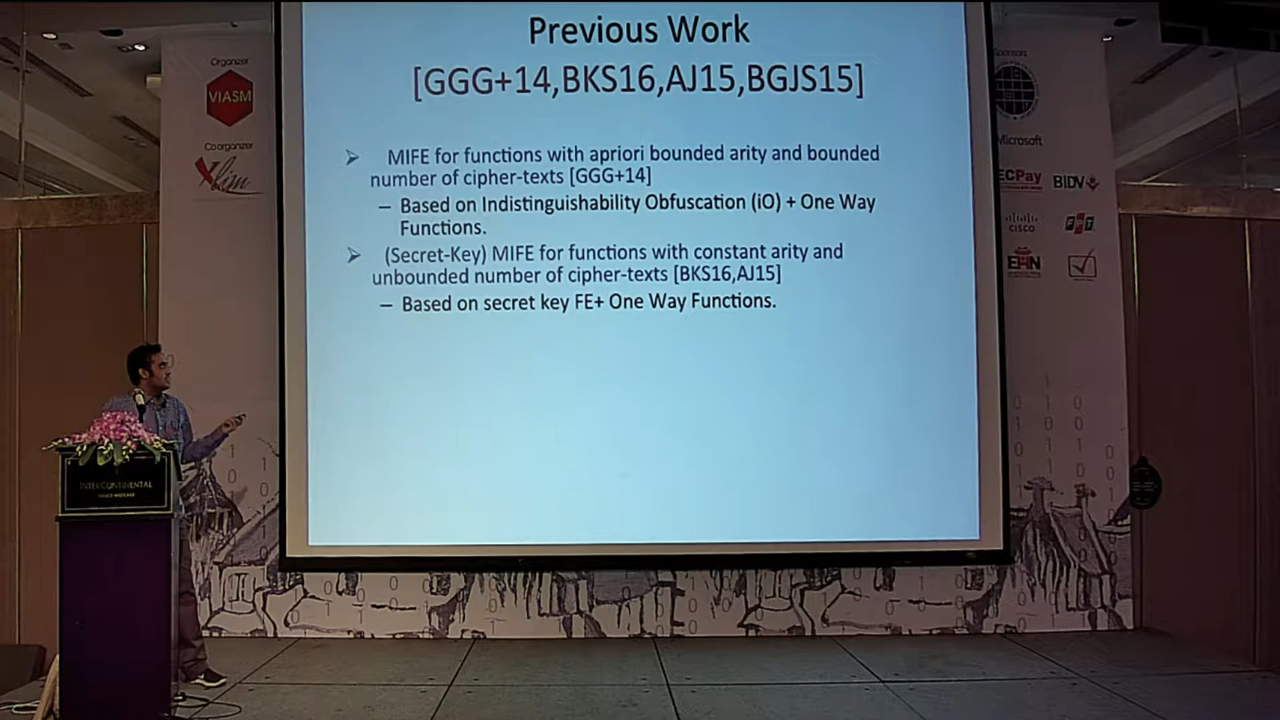 Previous Work
[GGG+14,BKS16,AJ15,BGJS15]
➢ MIFE for functions with apriori bounded arity and bounded
number of cipher-texts [GGG+14]
– Based on Indistinguishability Obfuscation (iO) + One Way
Functions.
➢ (Secret-Key) MIFE for functions with constant arity and
unbounded number of cipher-texts [BKS16,AJ15]
– Based on secret key FE+ One Way Functions.
Organizer
VIASM
Coorganizer
Xlim
Sponsors
Microsoft
ECPay
BIDV
CISCO
FPT
INTERCONTINENTAL